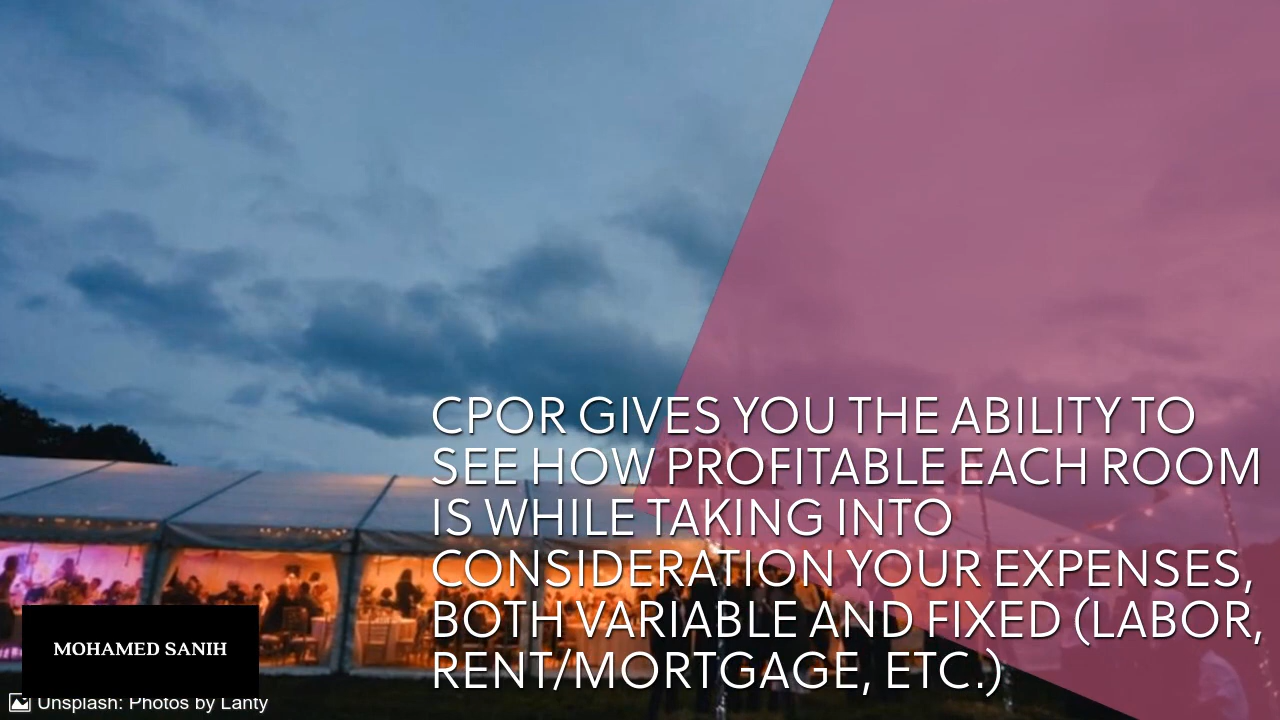 CPOR GIVES YOU THE ABILITY TO
SEE HOW PROFITABLE EACH ROOM
IS WHILE TAKING INTO
CONSIDERATION YOUR EXPENSES,
BOTH VARIABLE AND FIXED (LABOR,
RENT/MORTGAGE, ETC.)
MOHAMED SANIH
Unsplash: Photos by Lanty